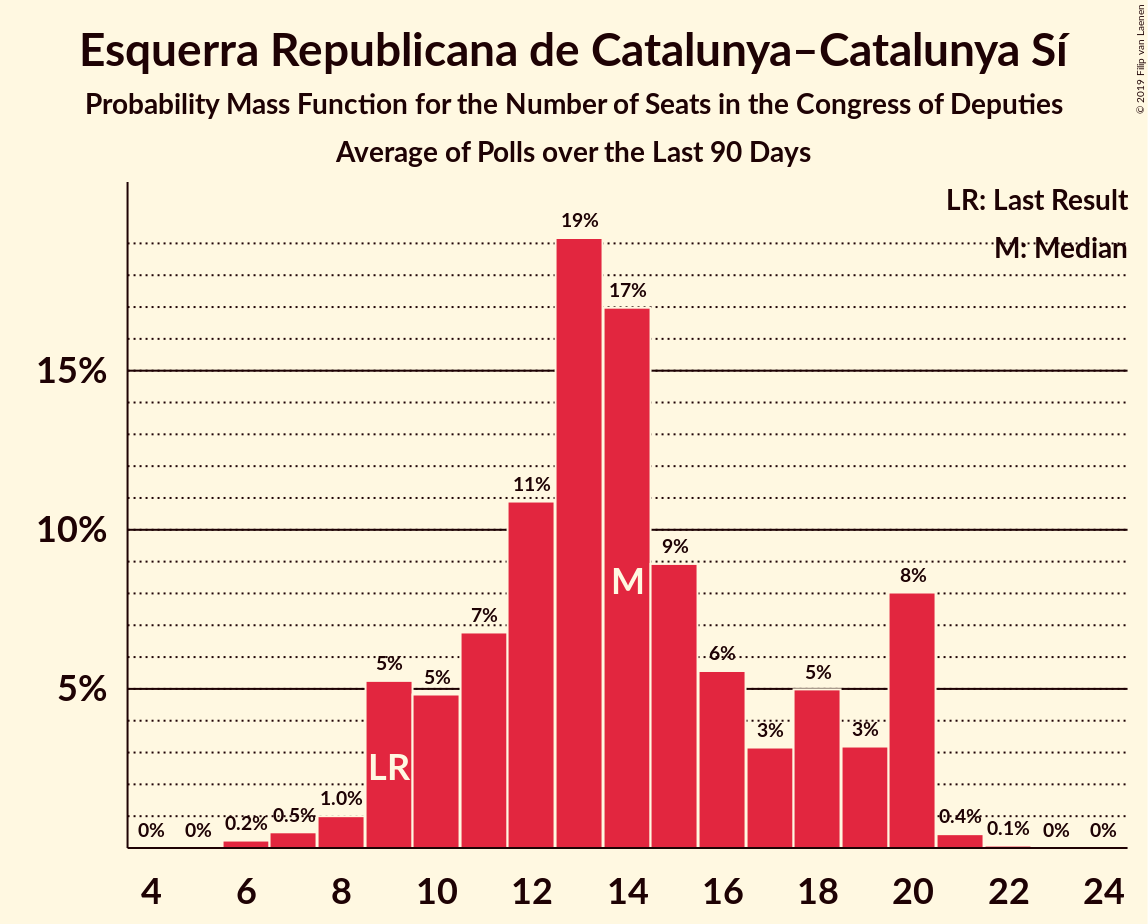 Esquerra Republicana de Catalunya–Catalunya Sí
Probability Mass Function for the Number of Seats in the Congress of Deputies
Average of Polls over the Last 90 Days
© 2019 Filip van Laenen
LR: Last Result
M: Median
15%
10%
5%
0%
0%
0.2%
0.5%
1.0%
5%
5%
7%
11%
19%
17%
9%
6%
3%
5%
3%
8%
0.4%
0.1%
0%
0%
LR
M
4 6 8 10 12 14 16 18 20 22 24